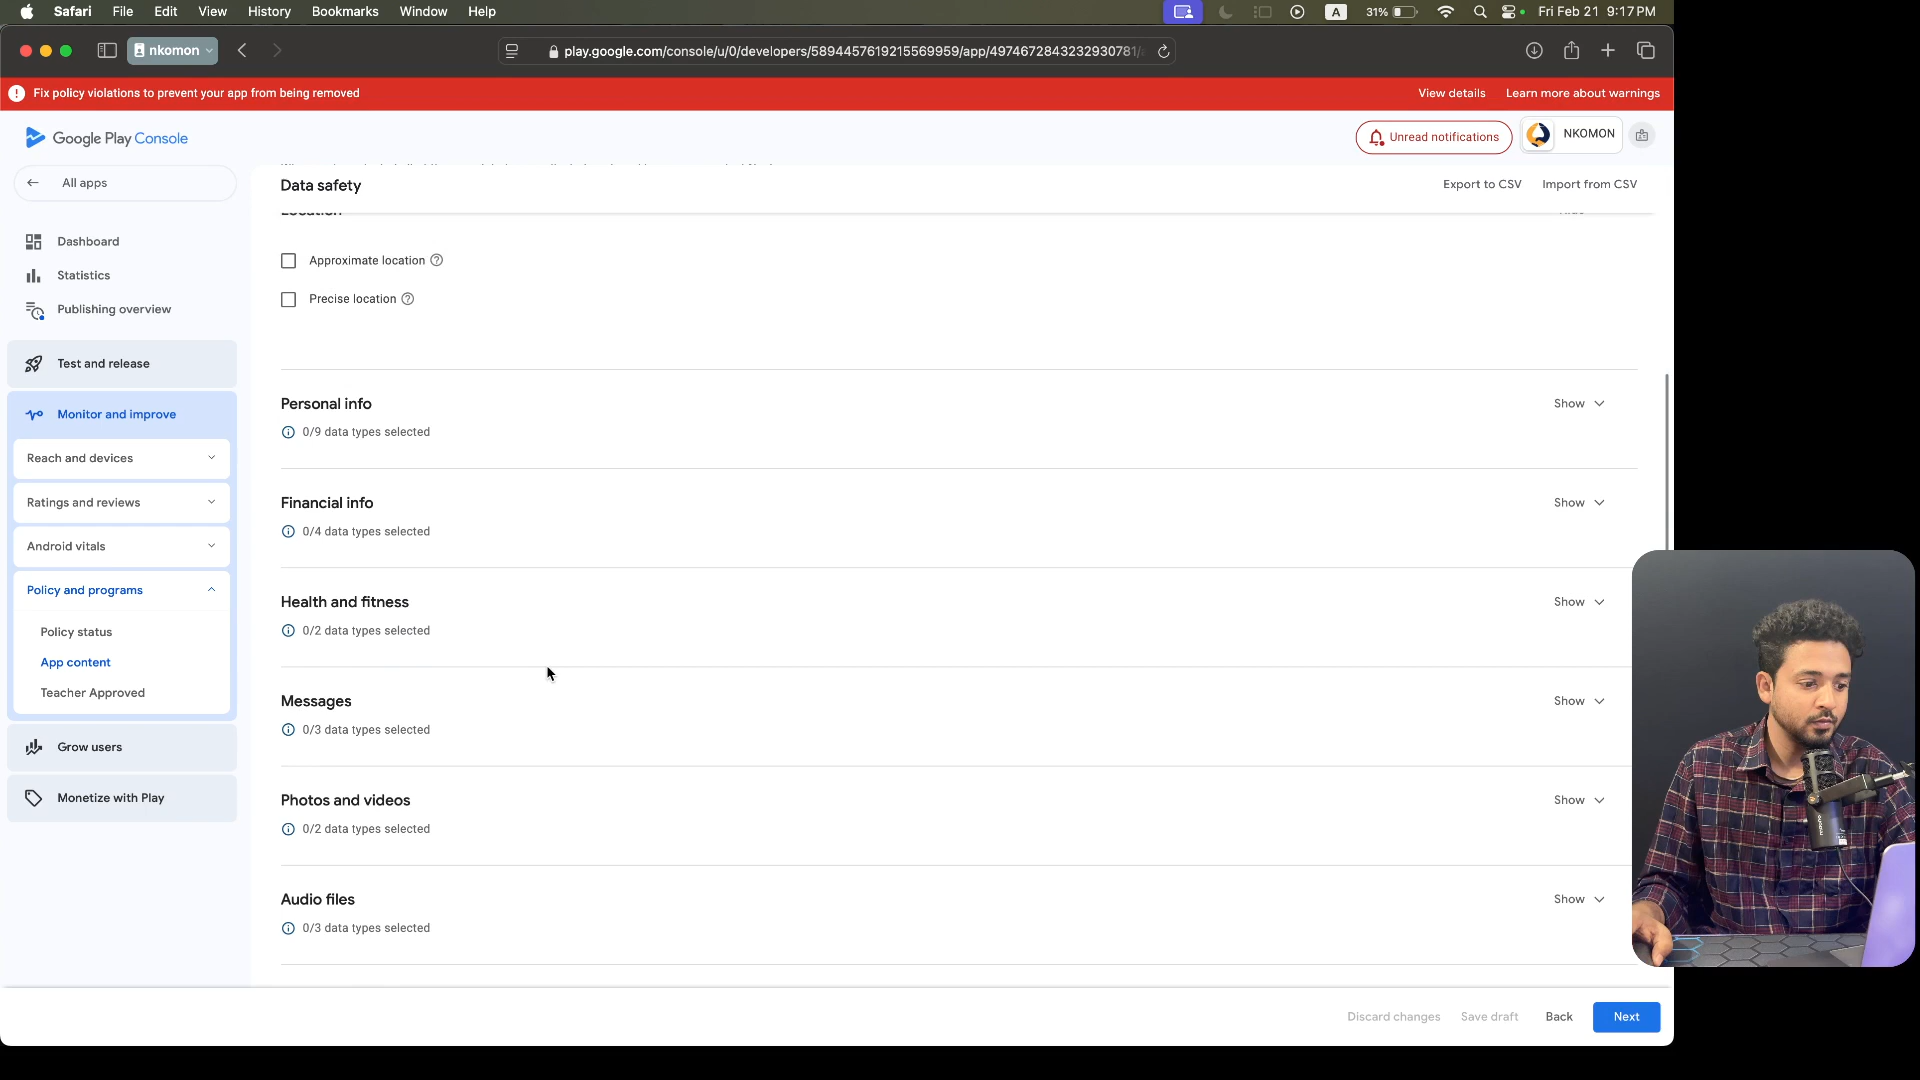 Safari File Edit View History Bookmarks Window Help A 31% Fri Feb 21 9:17 PM
nkomon play.google.com/console/u/0/developers/5894457619215569959/app/4974672843232930781/
Fix policy violations to prevent your app from being removed View details Learn more about warnings
Google Play Console Unread notifications NKOMON
All apps
Data safety Export to CSV Import from CSV
Location Hide
Dashboard
Statistics
Publishing overview
Test and release
Monitor and improve
Reach and devices
Ratings and reviews
Android vitals
Policy and programs
Policy status
App content
Teacher Approved
Grow users
Monetize with Play
Approximate location
Precise location
Personal info Show
0/9 data types selected
Financial info Show
0/4 data types selected
Health and fitness Show
0/2 data types selected
Messages Show
0/3 data types selected
Photos and videos Show
0/2 data types selected
Audio files Show
0/3 data types selected
Discard changes Save draft Back Next